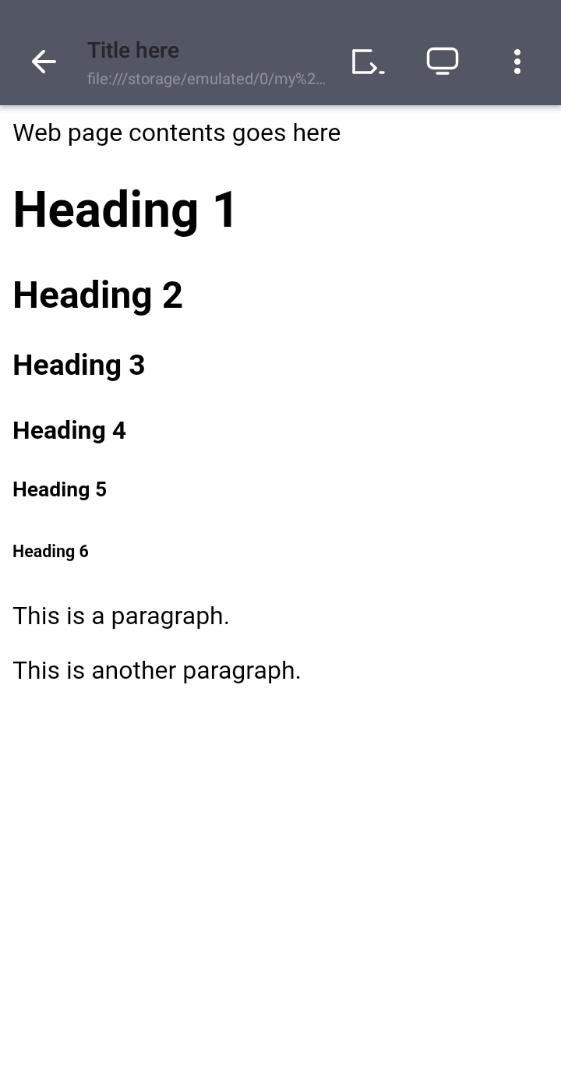 Title here
file:///storage/emulated/0/my%2...
Web page contents goes here
Heading 1
Heading 2
Heading 3
Heading 4
Heading 5
Heading 6
This is a paragraph.
This is another paragraph.